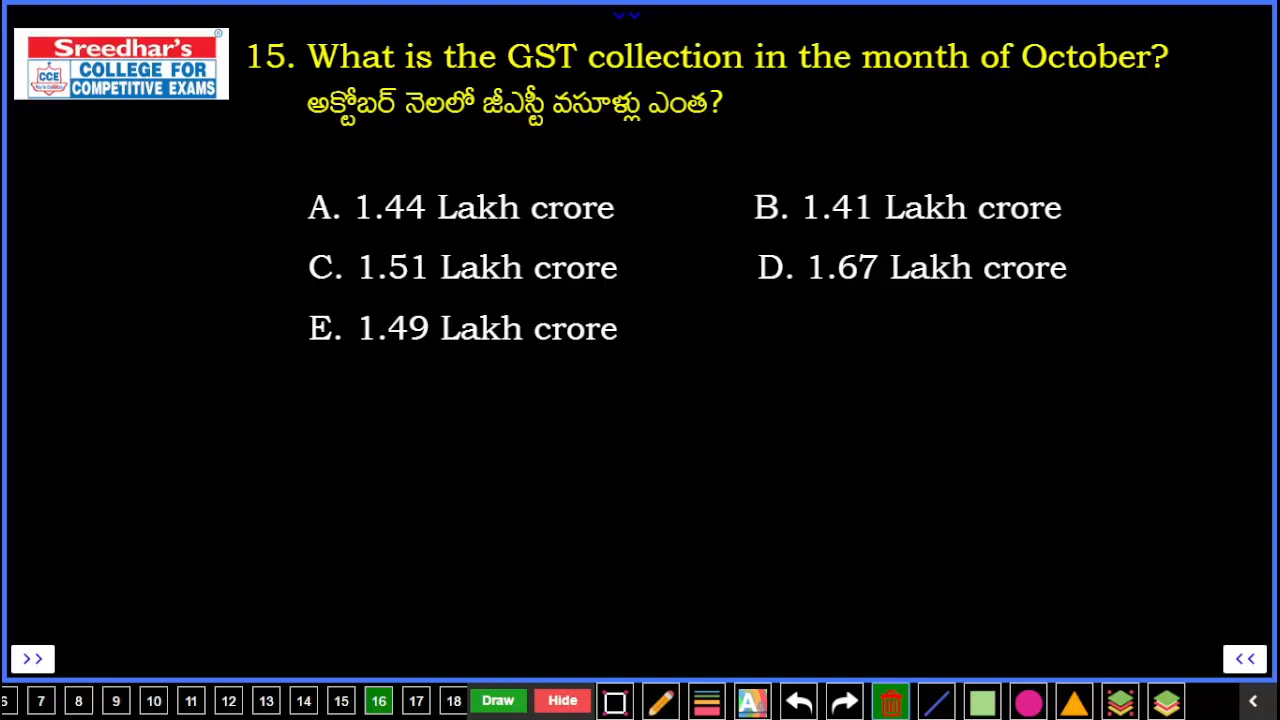 Sreedhar's
CCE
COLLEGE FOR
COMPETITIVE EXAMS
®
15. What is the GST collection in the month of October?
అక్టోబర్ నెలలో జీఎస్టీ వసూళ్లు ఎంత?
A. 1.44 Lakh crore B. 1.41 Lakh crore
C. 1.51 Lakh crore D. 1.67 Lakh crore
E. 1.49 Lakh crore
>> <<
6 7 8 9 10 11 12 13 14 15 16 17 18 Draw Hide A <